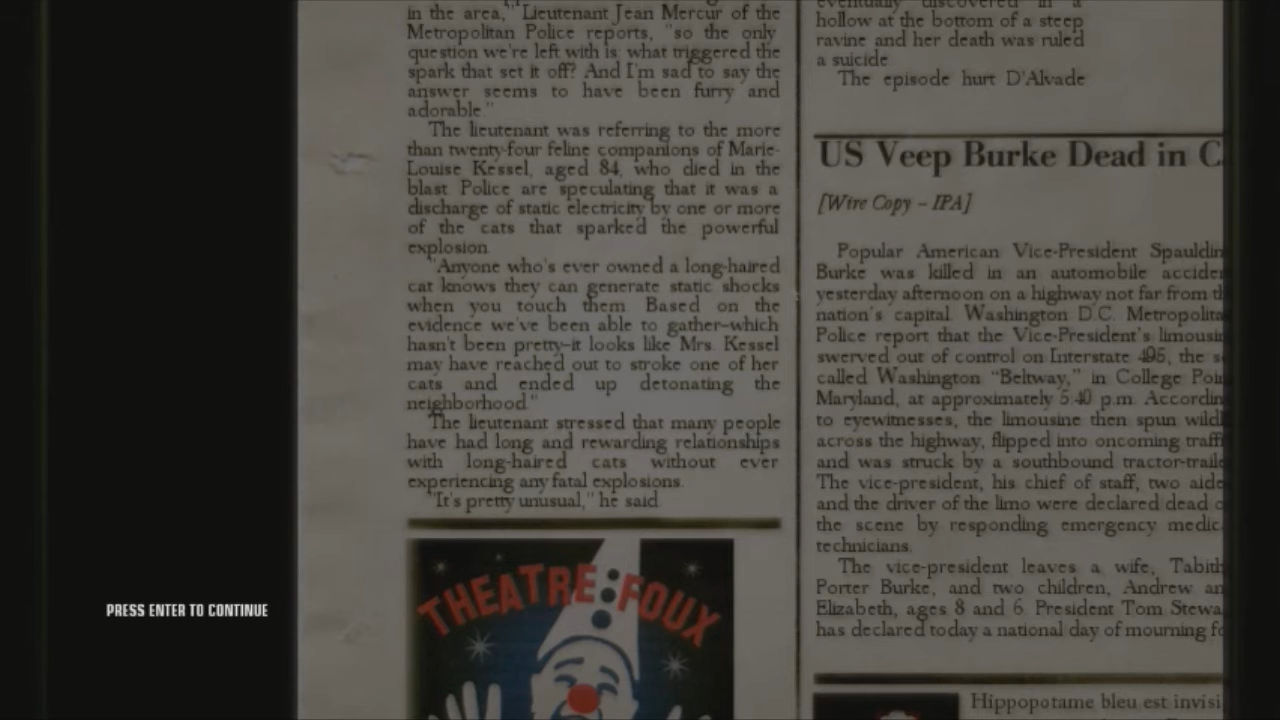 in the area," Lieutenant Jean Mercur of the
Metropolitan Police reports, "so the only
question we're left with is: what triggered the
spark that set it off? And I'm sad to say the
answer seems to have been furry and
adorable."
The lieutenant was referring to the more
than twenty-four feline companions of Marie-
Louise Kessel, aged 84, who died in the
blast. Police are speculating that it was a
discharge of static electricity by one or more
of the cats that sparked the powerful
explosion.
"Anyone who's ever owned a long-haired
cat knows they can generate static shocks
when you touch them. Based on the
evidence we've been able to gather–which
hasn't been pretty–it looks like Mrs. Kessel
may have reached out to stroke one of her
cats and ended up detonating the
neighborhood."
The lieutenant stressed that many people
have had long and rewarding relationships
with long-haired cats without ever
experiencing any fatal explosions.
"It's pretty unusual," he said.
THEATRE FOUX
eventually discovered in a
hollow at the bottom of a steep
ravine and her death was ruled
a suicide.
The episode hurt D'Alvade
US Veep Burke Dead in C
[Wire Copy – IPA]
Popular American Vice-President Spauldin
Burke was killed in an automobile acciden
yesterday afternoon on a highway not far from th
nation's capital. Washington D.C. Metropolita
Police report that the Vice-President's limousin
swerved out of control on Interstate 495, the s
called Washington "Beltway," in College Poin
Maryland, at approximately 5:40 p.m. Accordin
to eyewitnesses, the limousine then spun wildl
across the highway, flipped into oncoming traff
and was struck by a southbound tractor-traile
The vice-president, his chief of staff, two aide
and the driver of the limo were declared dead o
the scene by responding emergency medic
technicians.
The vice-president leaves a wife, Tabith
Porter Burke, and two children, Andrew an
Elizabeth, ages 8 and 6. President Tom Stewa
has declared today a national day of mourning fo
Hippopotame bleu est invisi
PRESS ENTER TO CONTINUE